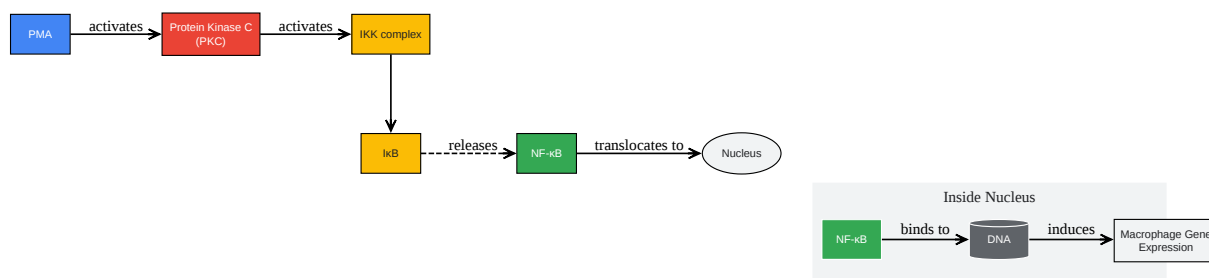 PMA
activates
Protein Kinase C
(PKC)
activates
IKK complex
IκB
releases
NF-κB
translocates to
Nucleus
Inside Nucleus
NF-κB
binds to
DNA
induces
Macrophage Gene
Expression